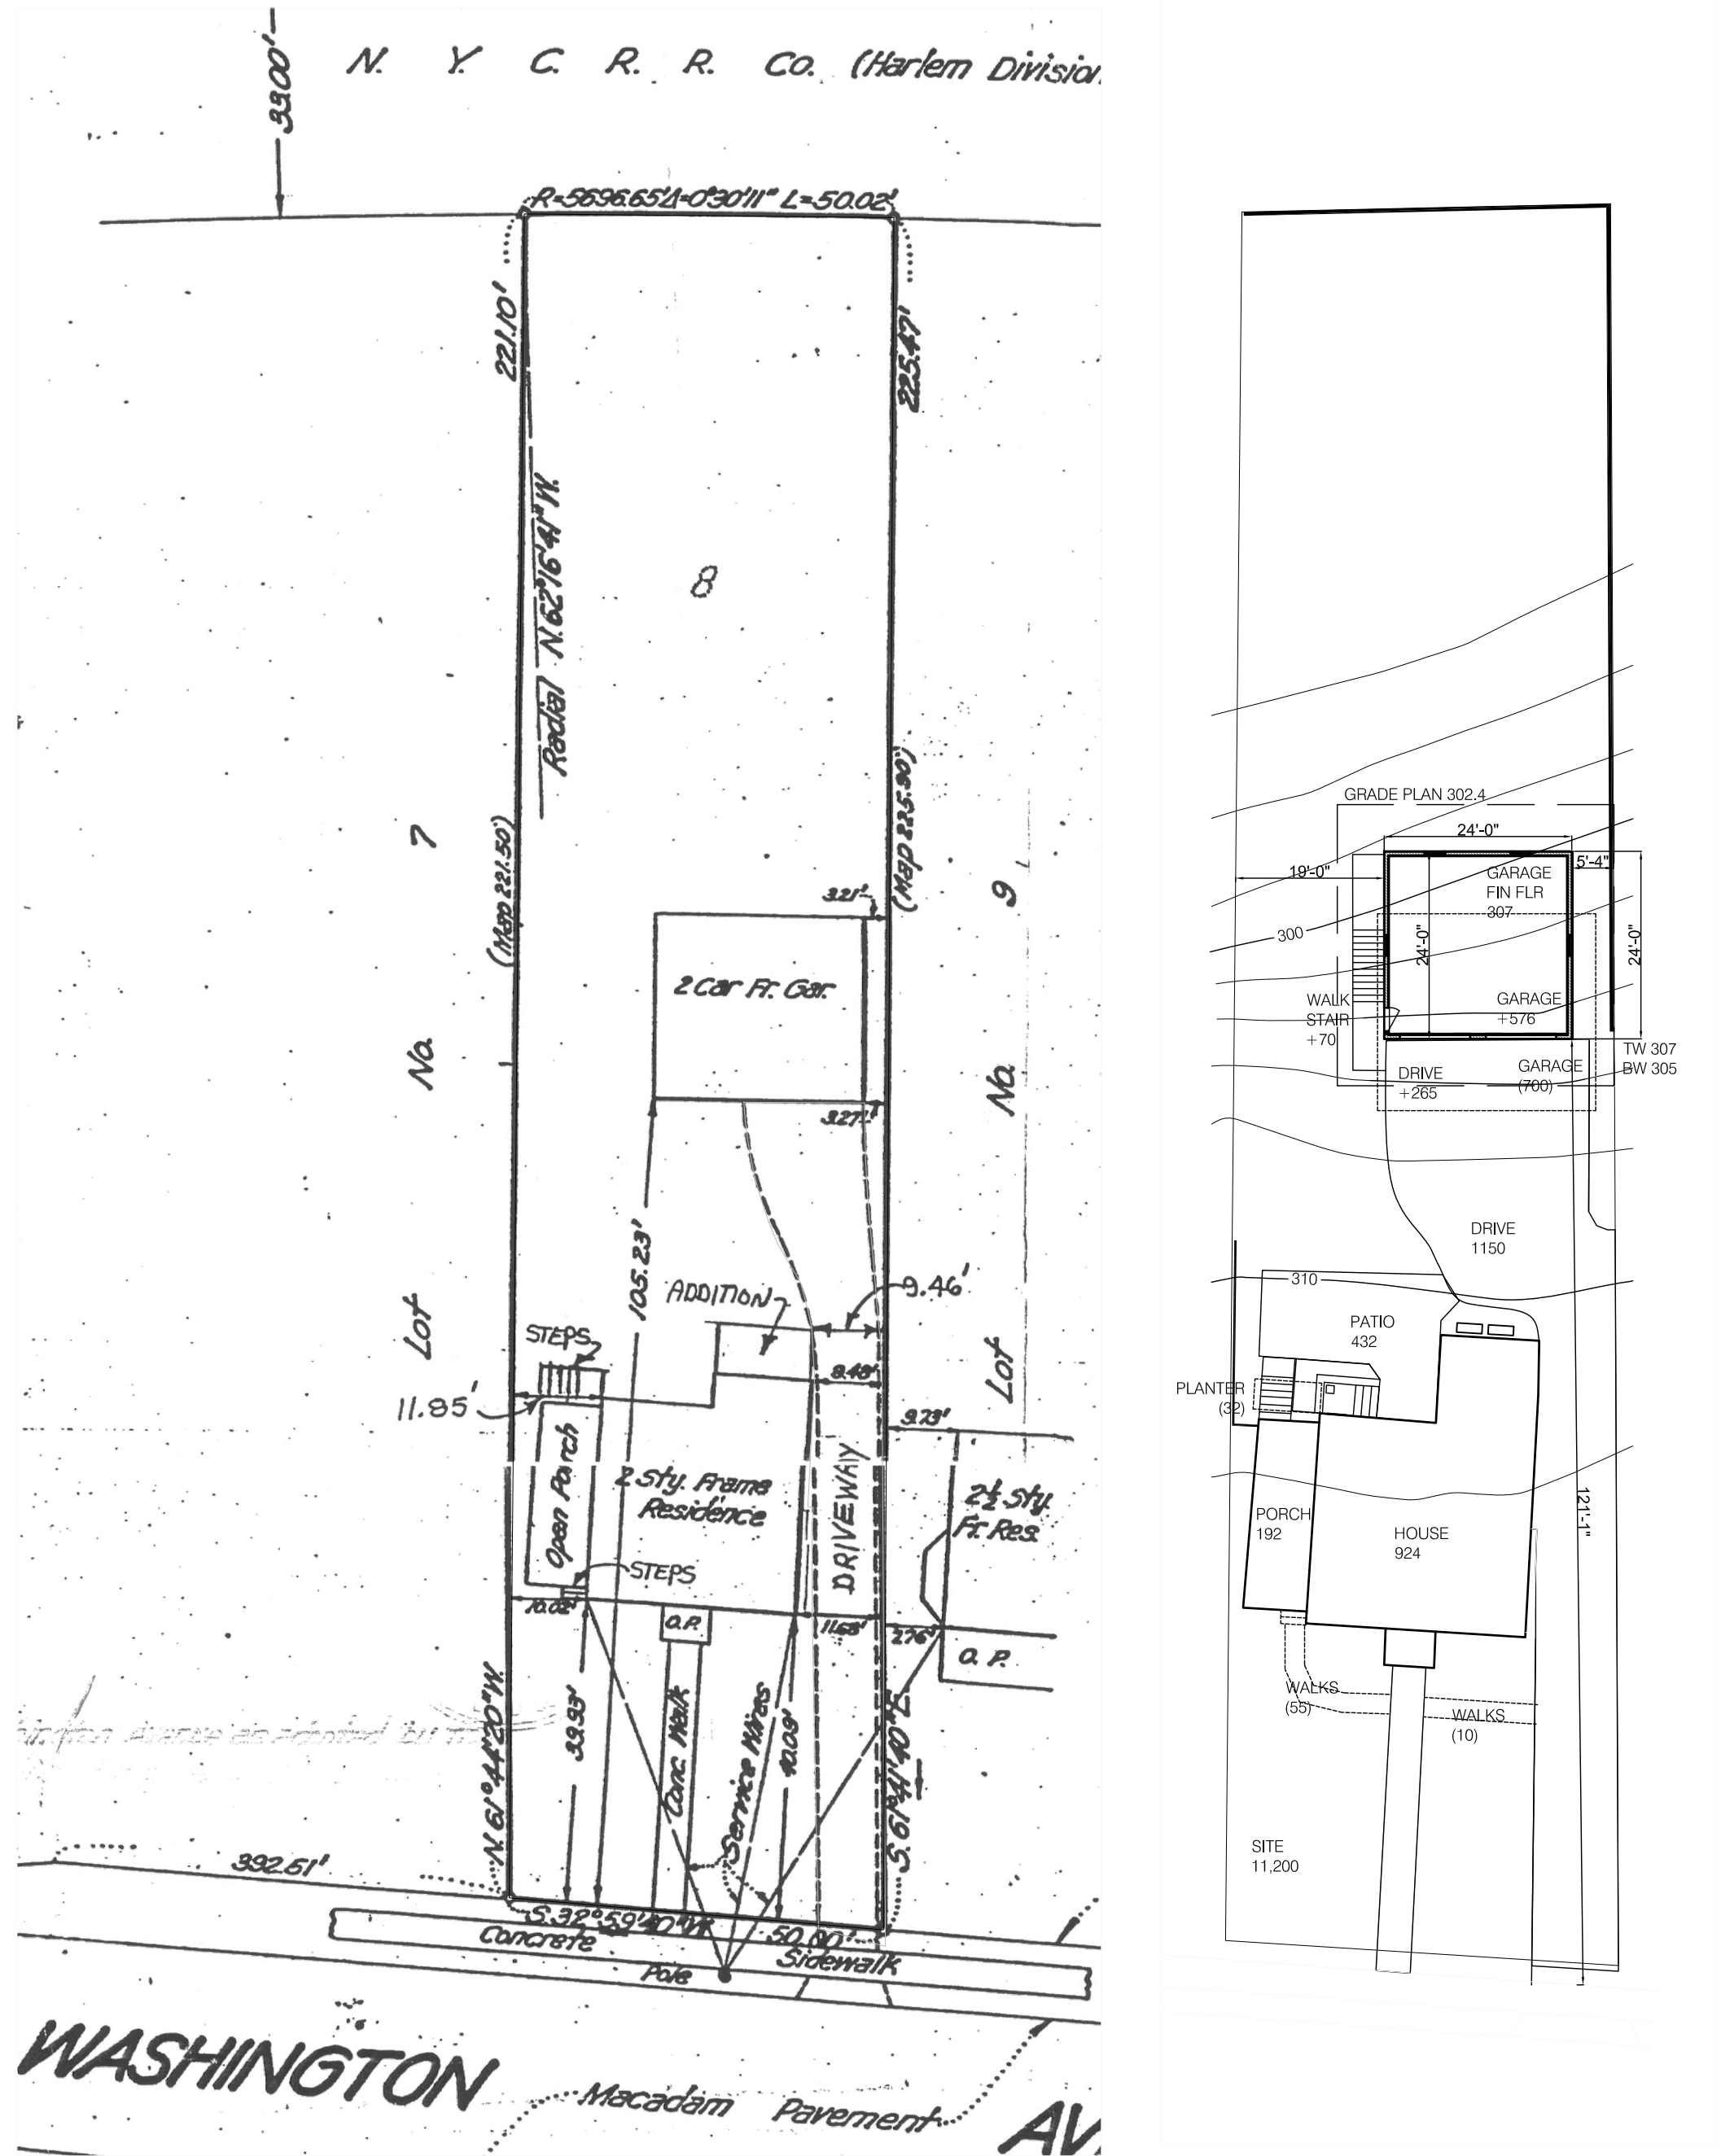 N. Y. C. R. R. Co. (Harlem Division
33.00'
R=5696.65' Δ=0°30'11" L=50.02'
221.10'
225.47'
Radial N.62°16'41"W.
8
7
(Map 221.50')
(Map 225.90')
9
3.21'
2 Car Fr. Gar.
No.
No.
3.27'
105.23'
Lot
Lot
ADDITION
9.46'
STEPS
9.48'
11.85'
9.73'
Open Porch
2 Sty. Frame
Residence
DRIVEWAY
2½ Sty.
Fr. Res.
STEPS
10.02'
O.P.
11.68'
2.76'
O.P.
N.61°44'20"W.
39.93'
Conc. Walk
Service Wires
40.09'
S.61°41'40"E.
392.51'
S.32°59'40"W.
50.00'
Concrete
Sidewalk
Pole
WASHINGTON
Macadam Pavement
AV
GRADE PLAN 302.4
24'-0"
19'-0"
5'-4"
GARAGE
FIN FLR
307
300
24'-0"
24'-0"
WALK
STAIR
+70
GARAGE
+576
TW 307
BW 305
DRIVE
+265
GARAGE
(700)
DRIVE
1150
310
PATIO
432
PLANTER
(32)
PORCH
192
HOUSE
924
121'-1"
WALKS
(55)
WALKS
(10)
SITE
11,200